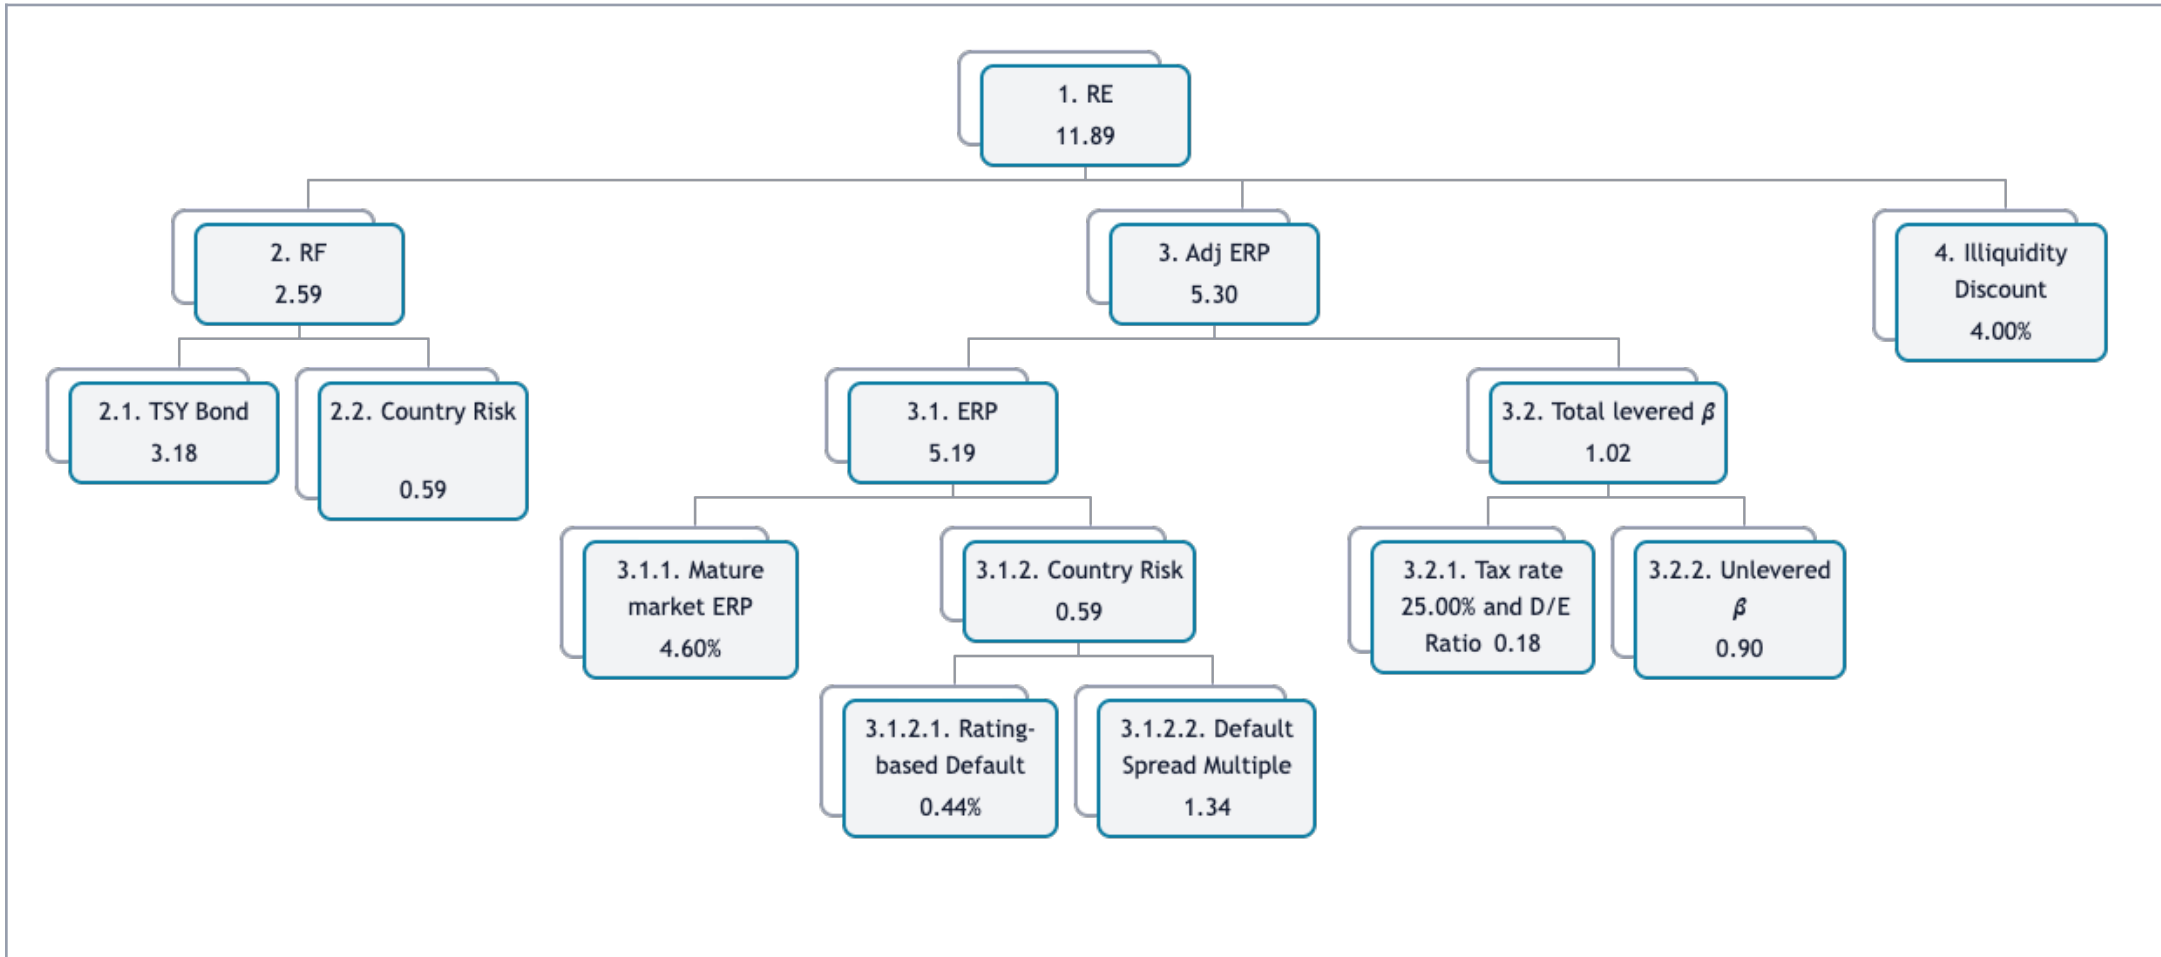 1. RE
11.89
2. RF
2.59
3. Adj ERP
5.30
4. Illiquidity
Discount
4.00%
2.1. TSY Bond
3.18
2.2. Country Risk
0.59
3.1. ERP
5.19
3.2. Total levered β
1.02
3.1.1. Mature
market ERP
4.60%
3.1.2. Country Risk
0.59
3.2.1. Tax rate
25.00% and D/E
Ratio 0.18
3.2.2. Unlevered
β
0.90
3.1.2.1. Rating-
based Default
0.44%
3.1.2.2. Default
Spread Multiple
1.34